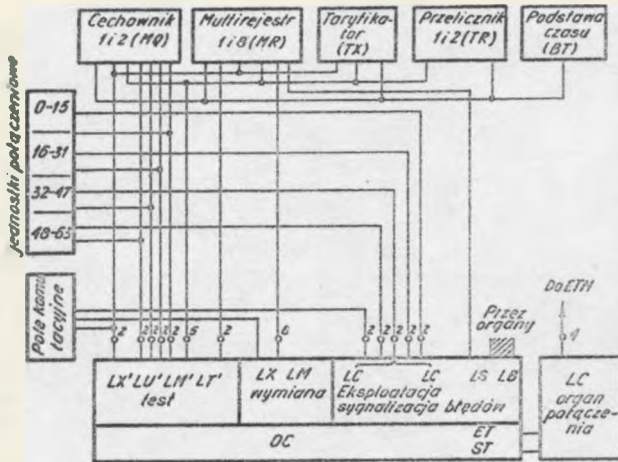 Cechownik
1 i 2 (MQ)
Multirejestr
1 i 8 (MR)
Taryfika-
tor
(TX)
Przelicznik
1 i 2 (TR)
Podstawa
czasu
(BT)
jednostki połączeniowe
0-15
16-31
32-47
48-63
Pole komu
tacyjne
2
2
2
2
2
5
2
6
2
2
2
2
2
Przez
organy
Do ETM
4
LX' LU' LM' LT'
test
LX LM
wymiana
LC LC LS LB
Eksploatacja
sygnalizacja błędów
LC
organ
połącze-
nia
OC
ET
ST